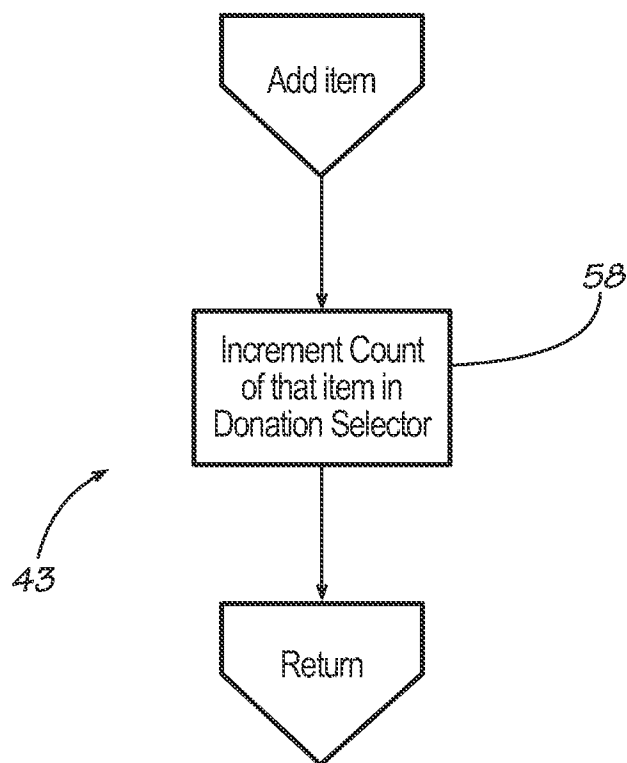 Add item
58
Increment Count
of that item in
Donation Selector
43
Return